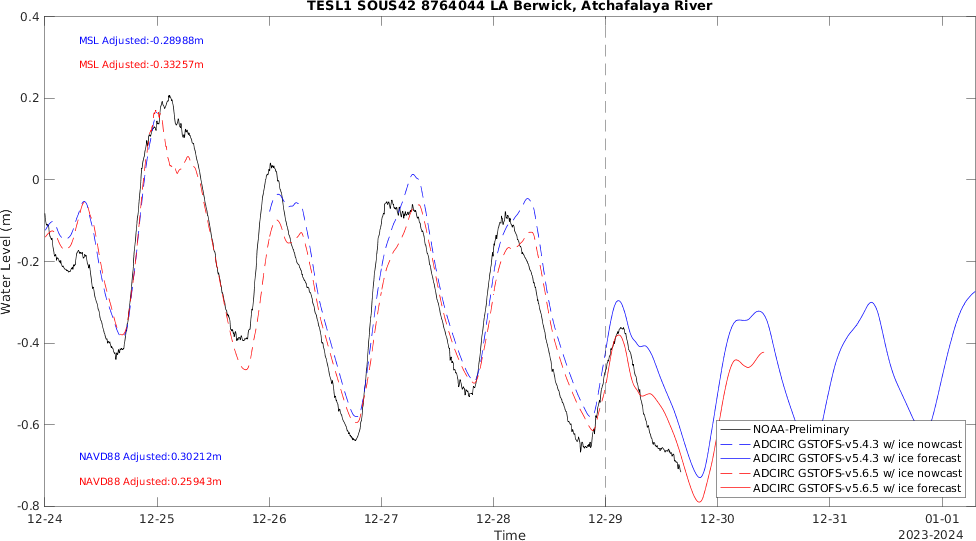 TESL1 SOUS42 8764044 LA Berwick, Atchafalaya River
MSL Adjusted:-0.28988m
MSL Adjusted:-0.33257m
NAVD88 Adjusted:0.30212m
NAVD88 Adjusted:0.25943m
Water Level (m)
0.4
0.2
0
-0.2
-0.4
-0.6
-0.8
NOAA-Preliminary
ADCIRC GSTOFS-v5.4.3 w/ ice nowcast
ADCIRC GSTOFS-v5.4.3 w/ ice forecast
ADCIRC GSTOFS-v5.6.5 w/ ice nowcast
ADCIRC GSTOFS-v5.6.5 w/ ice forecast
12-24 12-25 12-26 12-27 12-28 12-29 12-30 12-31 01-01
Time
2023-2024